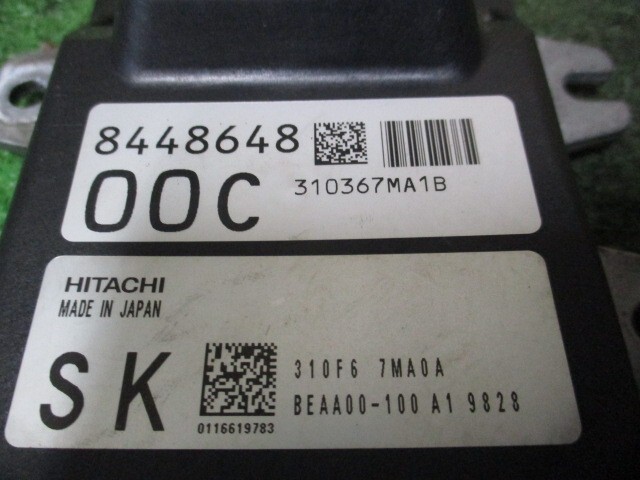 8448648
00C
310367MA1B
HITACHI
MADE IN JAPAN
SK
310F6 7MA0A
BEAA00-100 A1 9828
0116619783